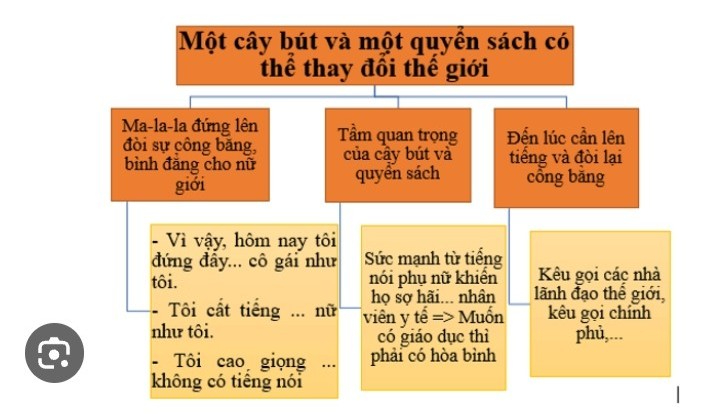 Một cây bút và một quyển sách có
thể thay đổi thế giới
Ma-la-la đứng lên
đòi sự công bằng,
bình đẳng cho nữ
giới
Tầm quan trọng
của cây bút và
quyển sách
Đến lúc cần lên
tiếng và đòi lại
công bằng
- Vì vậy, hôm nay tôi
đứng đây... cô gái như
tôi.
- Tôi cất tiếng ... nữ
như tôi.
- Tôi cao giọng ...
không có tiếng nói
Sức mạnh từ tiếng
nói phụ nữ khiến
họ sợ hãi... nhân
viên y tế => Muốn
có giáo dục thì
phải có hòa bình
Kêu gọi các nhà
lãnh đạo thế giới,
kêu gọi chính
phủ,...